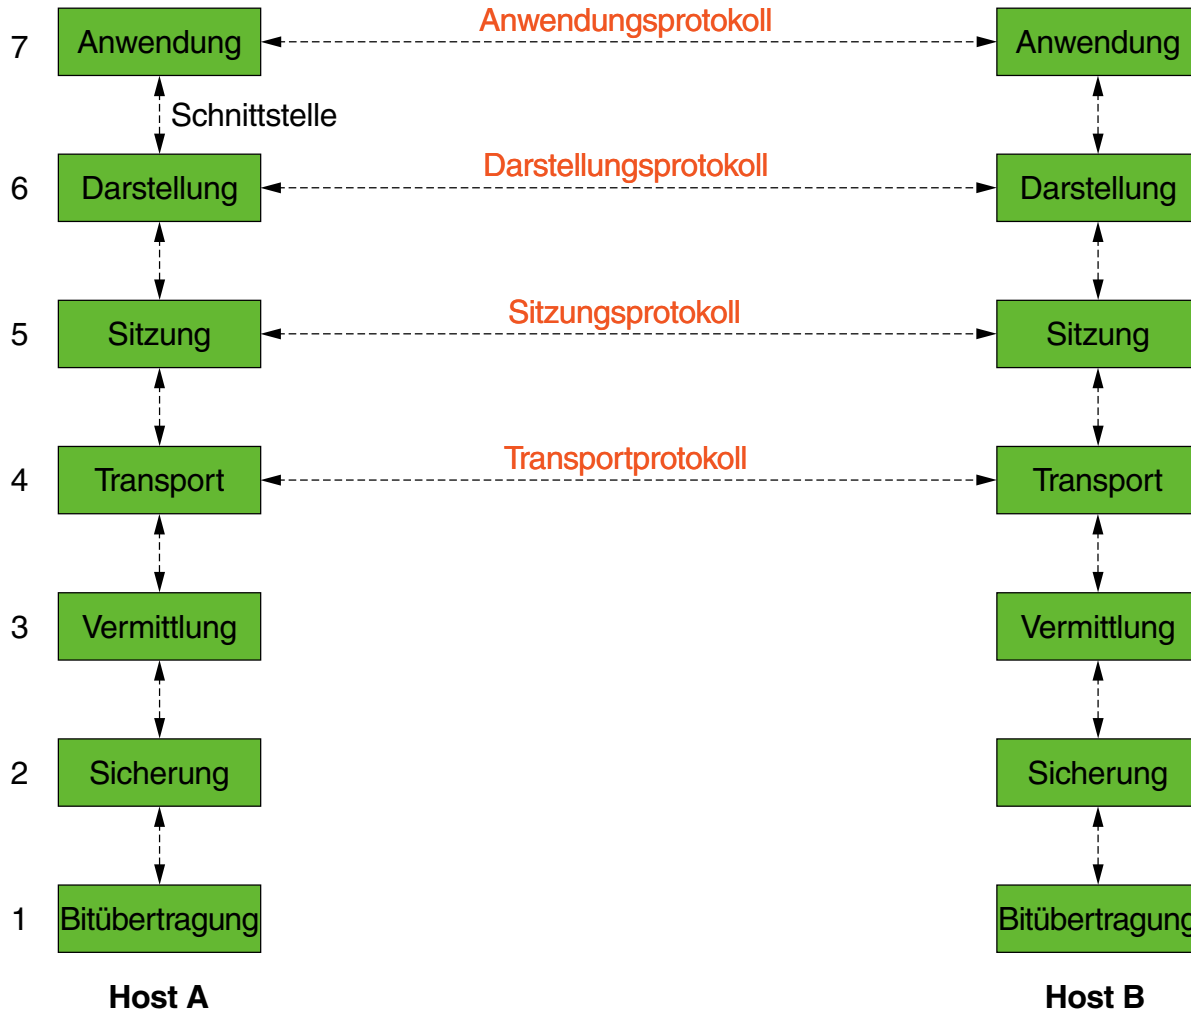 7 Anwendung Anwendungsprotokoll Anwendung
Schnittstelle
6 Darstellung Darstellungsprotokoll Darstellung
5 Sitzung Sitzungsprotokoll Sitzung
4 Transport Transportprotokoll Transport
3 Vermittlung Vermittlung
2 Sicherung Sicherung
1 Bitübertragung Bitübertragung
Host A Host B